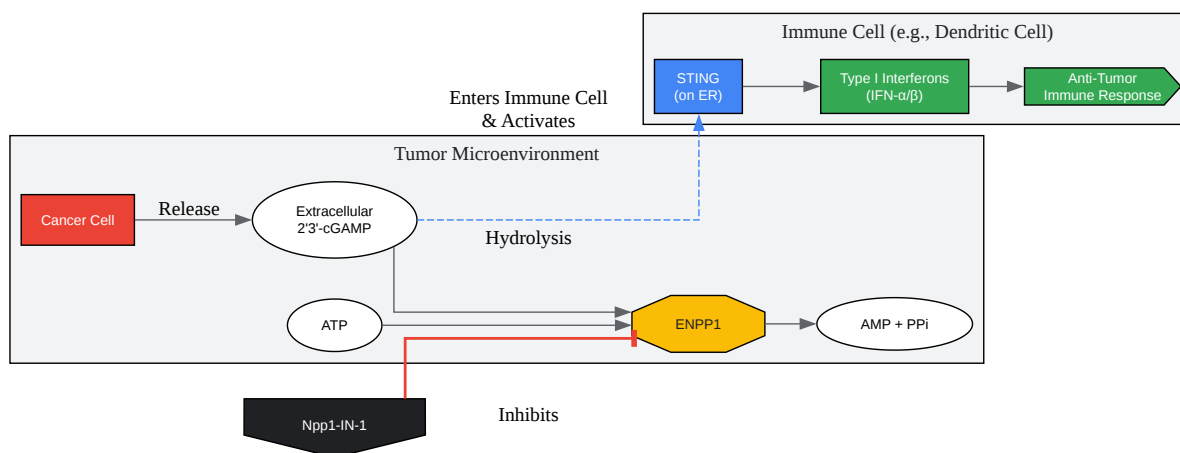 Immune Cell (e.g., Dendritic Cell)
STING
(on ER)
Type I Interferons
(IFN-α/β)
Anti-Tumor
Immune Response
Enters Immune Cell
& Activates
Tumor Microenvironment
Cancer Cell
Release
Extracellular
2'3'-cGAMP
Hydrolysis
ATP
ENPP1
AMP + PPi
Npp1-IN-1
Inhibits